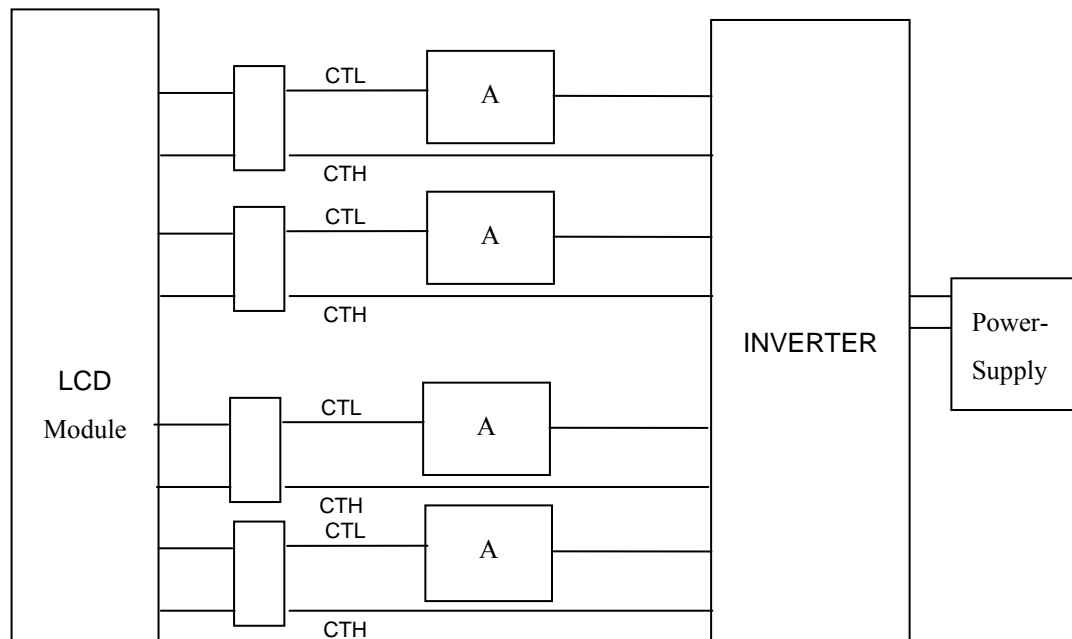 CTL
A
CTH
CTL
A
CTH
LCD
Module
CTL
A
CTH
CTL
A
CTH
INVERTER
Power-
Supply